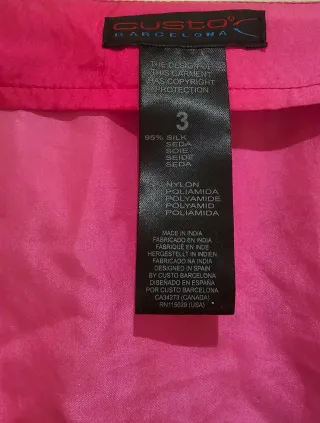 CUSTO
BARCELONA
THE DESIGN OF
THIS GARMENT
HAS COPYRIGHT
PROTECTION
3
95% SILK
SEDA
SOIE
SEIDE
SEDA
NYLON
POLIAMIDA
POLYAMIDE
POLYAMID
POLIAMIDA
MADE IN INDIA
FABRICADO EN INDIA
FABRIQUÉ EN INDE
HERGESTELLT IN INDIEN
FABRICADO NA INDIA
DESIGNED IN SPAIN
BY CUSTO BARCELONA
DISEÑADO EN ESPAÑA
POR CUSTO BARCELONA
CA34273 (CANADA)
RN115029 (USA)